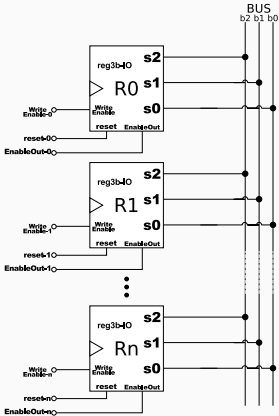 BUS
b2 b1 b0
s2
reg3b-IO
R0
s1
Write
Enable-0
Write
Enable
s0
reset
EnableOut
reset-0
EnableOut-0
s2
reg3b-IO
R1
s1
Write
Enable-1
Write
Enable
s0
reset
EnableOut
reset-1
EnableOut-1
s2
reg3b-IO
Rn
s1
Write
Enable-n
Write
Enable
s0
reset
EnableOut
reset-n
EnableOut-n